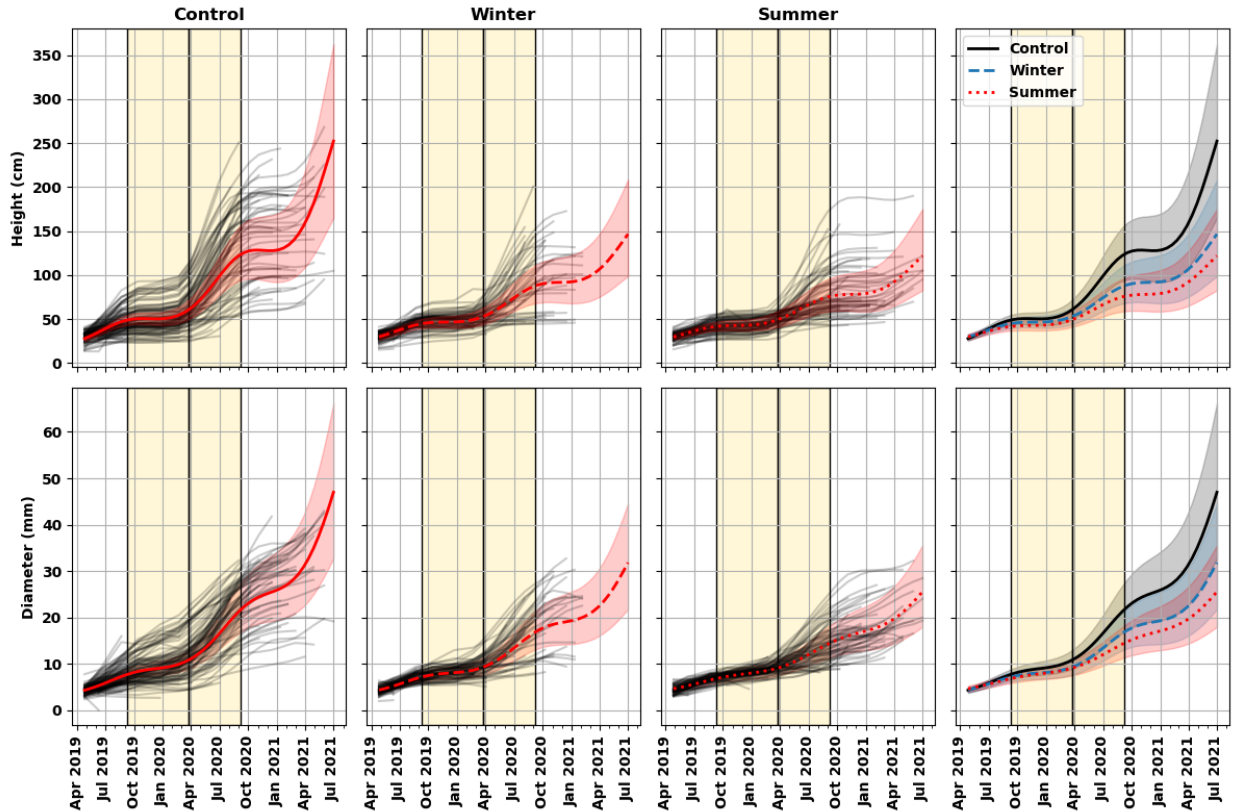 Control
Winter
Summer
Height (cm)
350
300
250
200
150
100
50
0
Control
Winter
Summer
Diameter (mm)
60
50
40
30
20
10
0
Apr 2019
Jul 2019
Oct 2019
Jan 2020
Apr 2020
Jul 2020
Oct 2020
Jan 2021
Apr 2021
Jul 2021
Apr 2019
Jul 2019
Oct 2019
Jan 2020
Apr 2020
Jul 2020
Oct 2020
Jan 2021
Apr 2021
Jul 2021
Apr 2019
Jul 2019
Oct 2019
Jan 2020
Apr 2020
Jul 2020
Oct 2020
Jan 2021
Apr 2021
Jul 2021
Apr 2019
Jul 2019
Oct 2019
Jan 2020
Apr 2020
Jul 2020
Oct 2020
Jan 2021
Apr 2021
Jul 2021